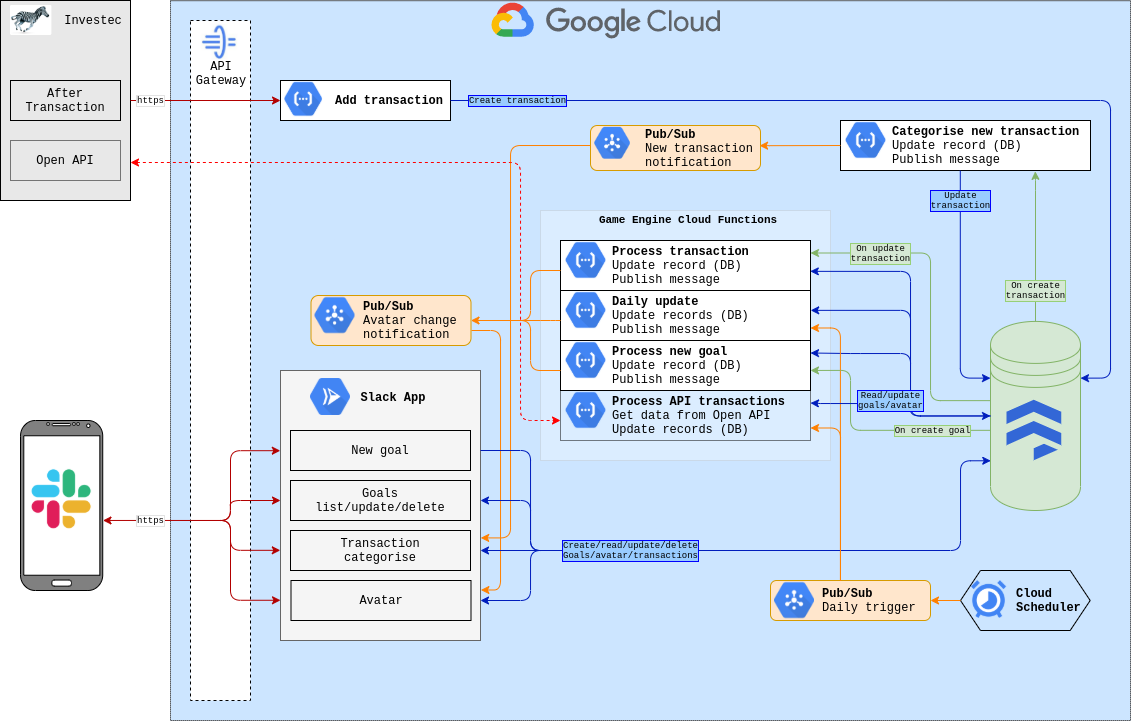 Investec
Google Cloud
API
Gateway
After
Transaction
https
Add transaction
Create transaction
Open API
Pub/Sub
New transaction
notification
Categorise new transaction
Update record (DB)
Publish message
Update
transaction
Game Engine Cloud Functions
Process transaction
Update record (DB)
Publish message
On update
transaction
On create
transaction
Daily update
Update records (DB)
Publish message
Pub/Sub
Avatar change
notification
Process new goal
Update record (DB)
Publish message
Process API transactions
Get data from Open API
Update records (DB)
Read/update
goals/avatar
On create goal
Slack App
New goal
Goals
list/update/delete
Transaction
categorise
Avatar
https
Create/read/update/delete
Goals/avatar/transactions
Pub/Sub
Daily trigger
Cloud
Scheduler